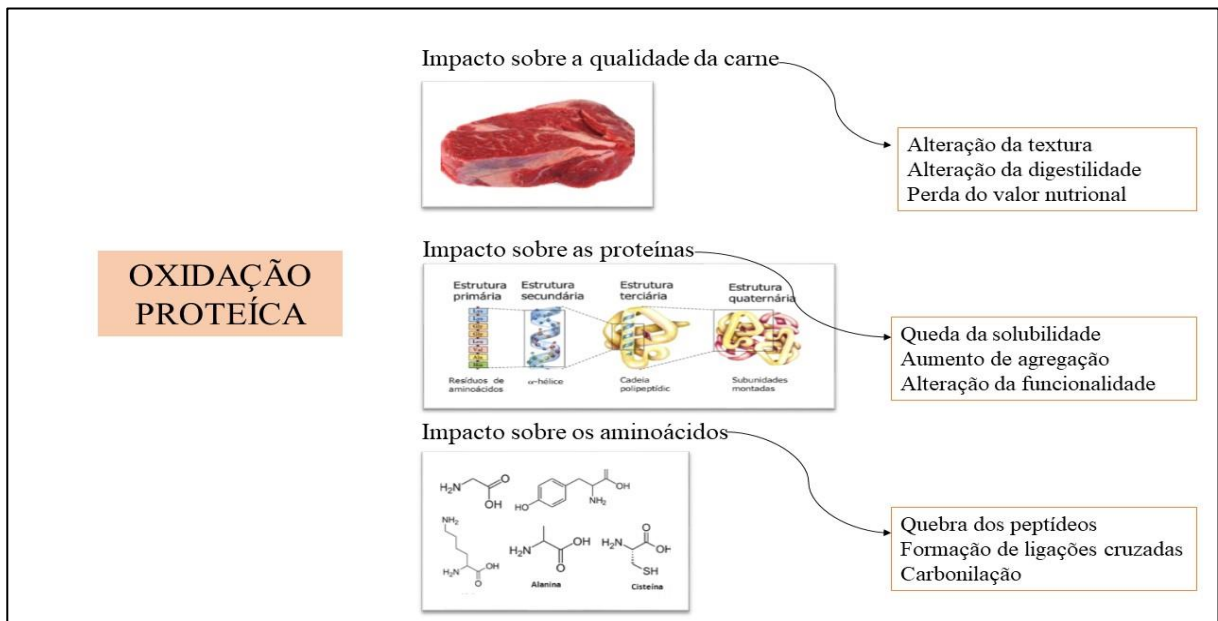 Impacto sobre a qualidade da carne
Alteração da textura
Alteração da digestilidade
Perda do valor nutrional
OXIDAÇÃO
PROTEÍCA
Impacto sobre as proteínas
Estrutura primária
Estrutura secundária
Estrutura terciária
Estrutura quaternária
Resíduos de aminoácidos
α-hélice
Cadeia polipeptídic
Subunidades montadas
Queda da solubilidade
Aumento de agregação
Alteração da funcionalidade
Impacto sobre os aminoácidos
H₂N
O
OH
HO
O
OH
NH₂
NH₂
H₂N
O
OH
H₂N
OH
O
Alanina
H₂N
O
OH
SH
Cisteína
Quebra dos peptídeos
Formação de ligações cruzadas
Carbonilação